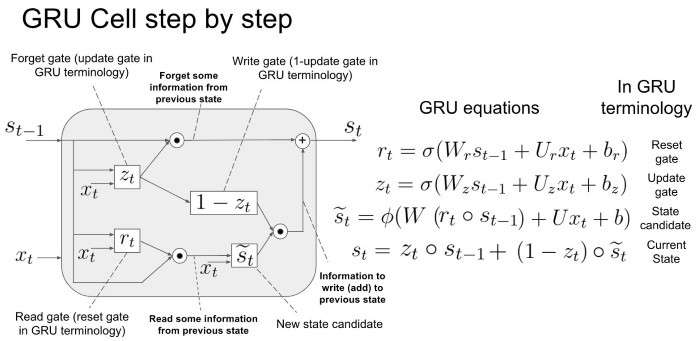 GRU Cell step by step
Forget gate (update gate in
GRU terminology)
Forget some
information from
previous state
Write gate (1-update gate in
GRU terminology)
s_{t-1}
s_t
z_t
x_t
1 - z_t
x_t
r_t
x_t
x_t
s̃_t
Read gate (reset gate
in GRU terminology)
Read some information
from previous state
New state candidate
Information to
write (add) to
previous state
GRU equations
In GRU
terminology
r_t = σ(W_r s_{t-1} + U_r x_t + b_r)
Reset
gate
z_t = σ(W_z s_{t-1} + U_z x_t + b_z)
Update
gate
s̃_t = φ(W (r_t ∘ s_{t-1}) + U x_t + b)
State
candidate
s_t = z_t ∘ s_{t-1} + (1 - z_t) ∘ s̃_t
Current
State